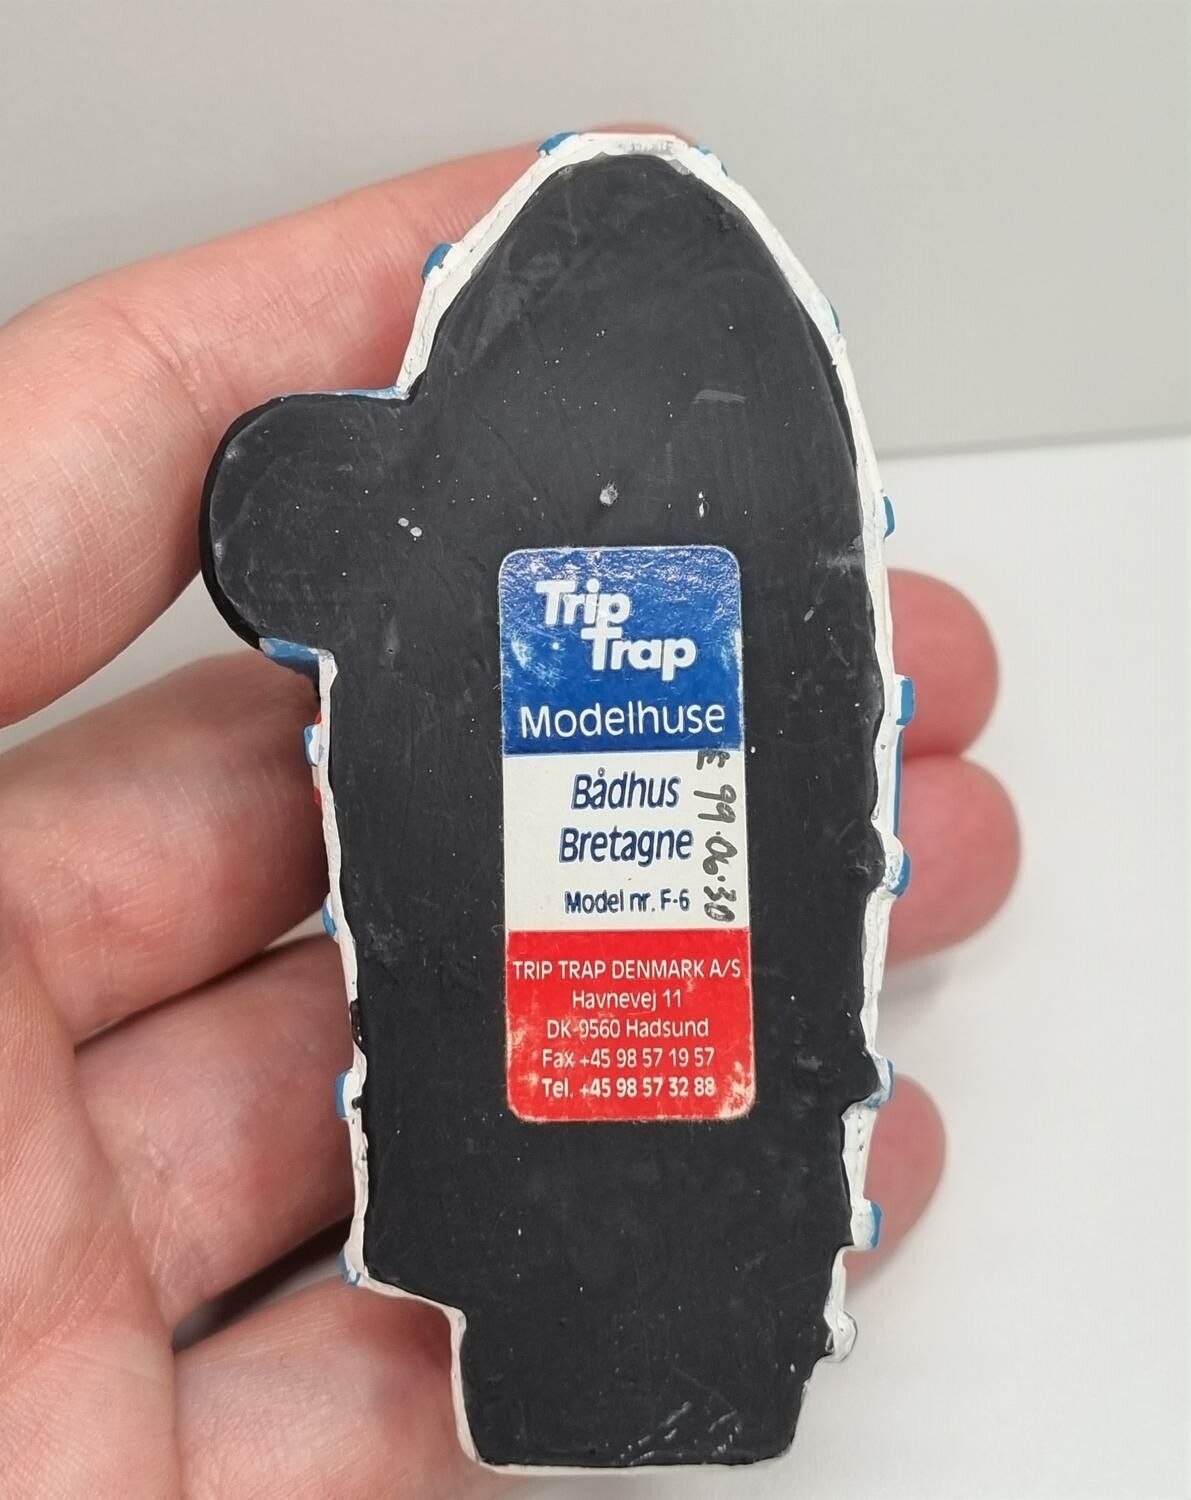 Trip
Trap
Modelhuse
Bådhus
Bretagne
Model nr. F-6
E 99.06.30
TRIP TRAP DENMARK A/S
Havnevej 11
DK-9560 Hadsund
Fax +45 98 57 19 57
Tel. +45 98 57 32 88